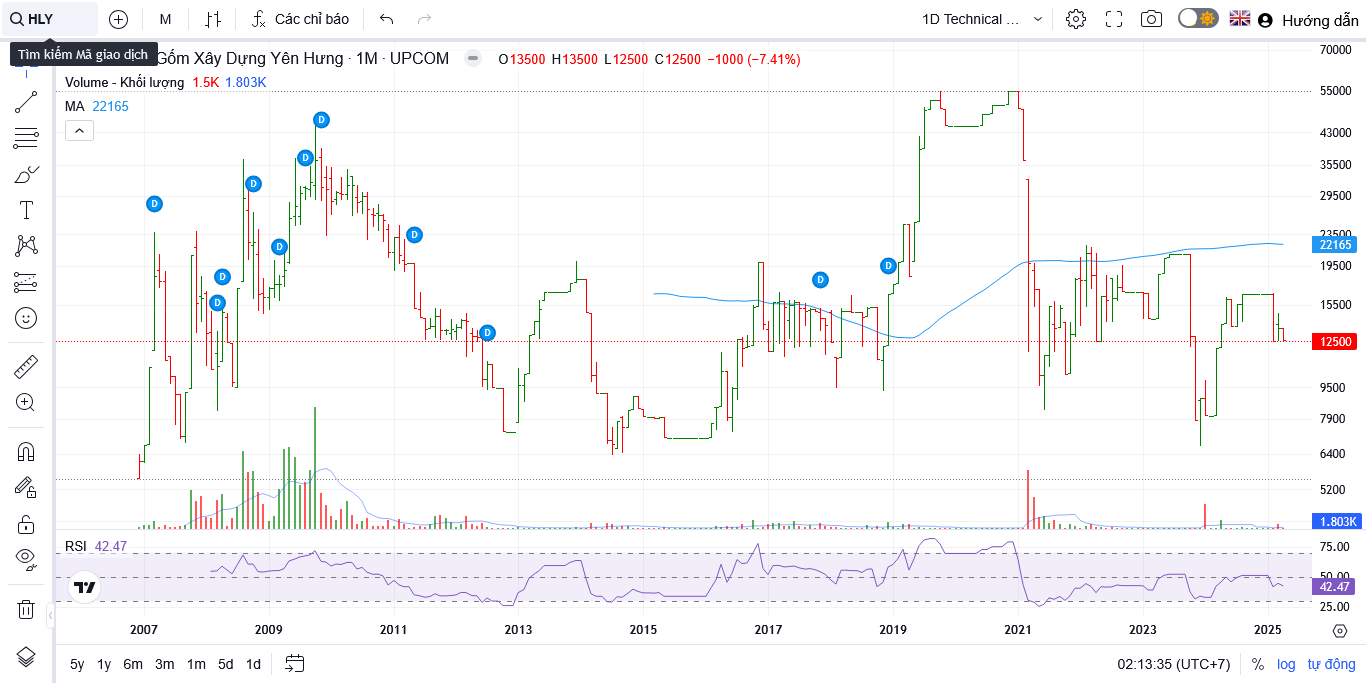 HLY
M
Các chỉ báo
1D Technical ...
Hướng dẫn
Tìm kiếm Mã giao dịch
Gốm Xây Dựng Yên Hưng · 1M · UPCOM
O13500 H13500 L12500 C12500 −1000 (−7.41%)
Volume - Khối lượng 1.5K 1.803K
MA 22165
D
D
D
D
D
D
D
D
D
D
D
70000
55000
43000
35500
29500
23500
22165
19500
15500
12500
9500
7900
6400
5200
1.803K
RSI 42.47
75.00
50.00
42.47
25.00
2007 2009 2011 2013 2015 2017 2019 2021 2023 2025
5y 1y 6m 3m 1m 5d 1d
02:13:35 (UTC+7)
% log tự động